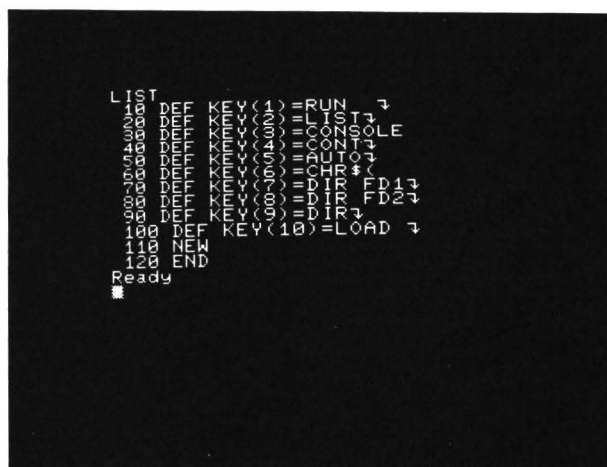 LIST
10 DEF KEY(1)=RUN ↴
20 DEF KEY(2)=LIST↴
30 DEF KEY(3)=CONSOLE
40 DEF KEY(4)=CONT↴
50 DEF KEY(5)=AUTO↴
60 DEF KEY(6)=CHR$(
70 DEF KEY(7)=DIR FD1↴
80 DEF KEY(8)=DIR FD2↴
90 DEF KEY(9)=DIR↴
100 DEF KEY(10)=LOAD ↴
110 NEW
120 END
Ready